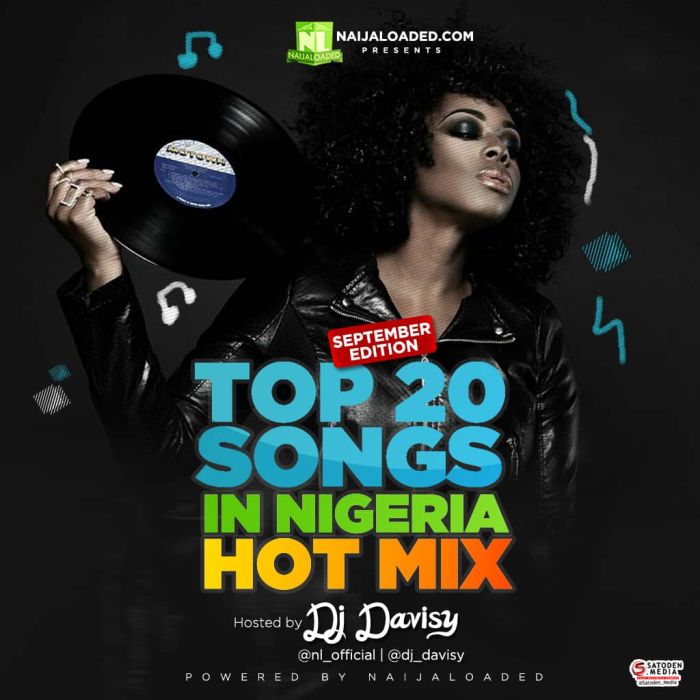 NL
NAIJALOADED
NAIJALOADED.COM
PRESENTS
MOTOWN
SEPTEMBER
EDITION
TOP 20
SONGS
IN NIGERIA
HOT MIX
Hosted by Dj Davisy
@nl_official | @dj_davisy
POWERED BY NAIJALOADED
S
SATODEN
MEDIA
@Satoden_Media